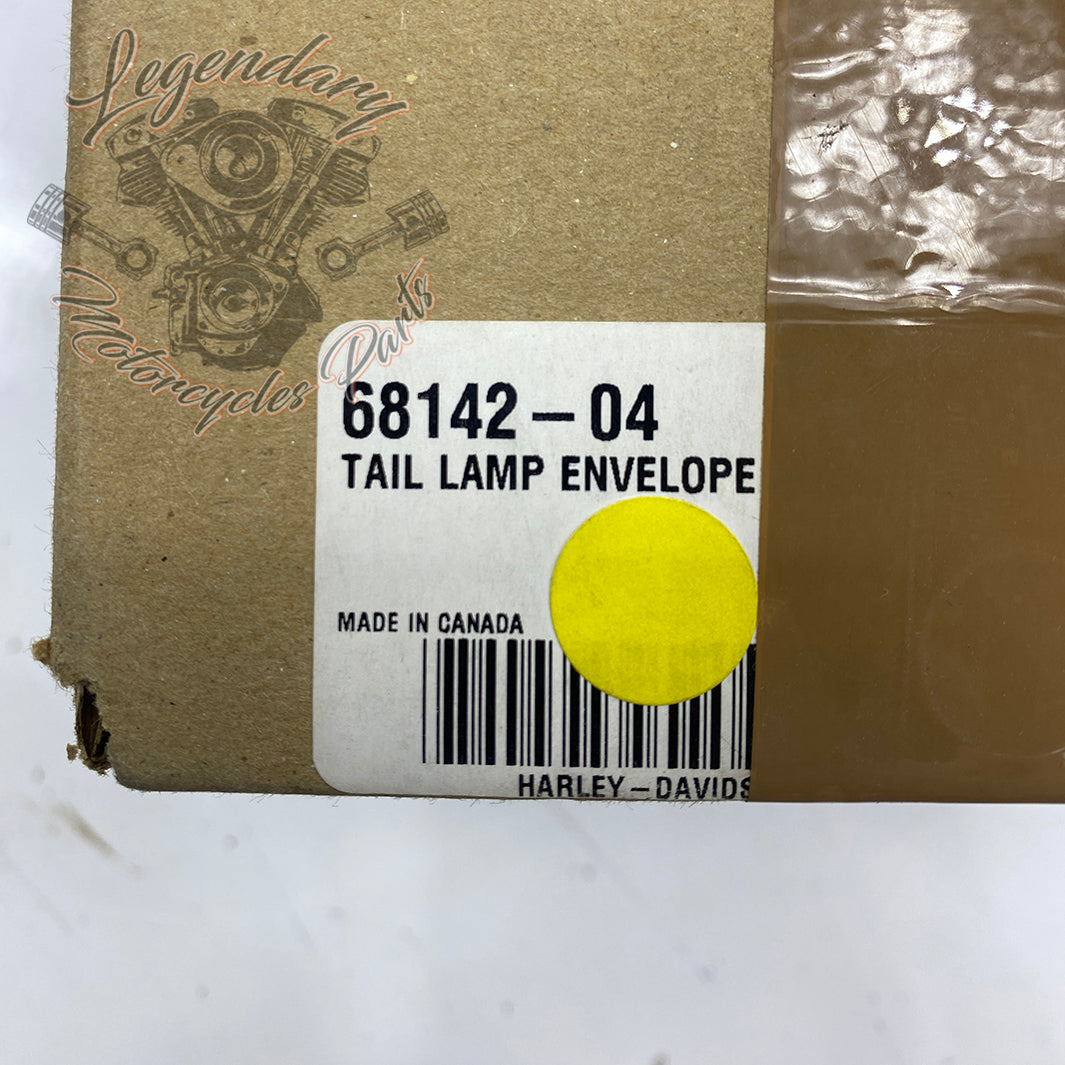 Legendary
Motorcycles Parts
68142-04
TAIL LAMP ENVELOPE
MADE IN CANADA
HARLEY-DAVIDS